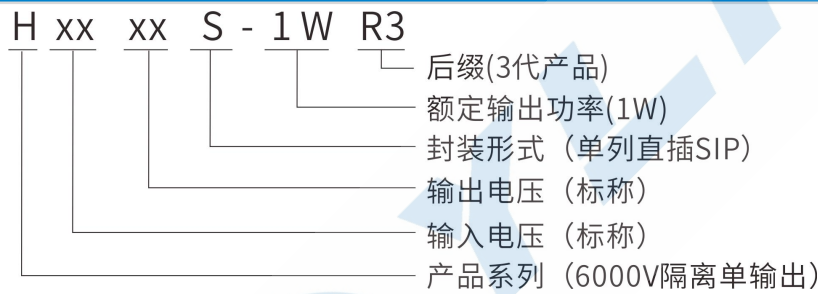 H xx xx S - 1W R3
后缀(3代产品)
额定输出功率(1W)
封装形式（单列直插SIP）
输出电压（标称）
输入电压（标称）
产品系列（6000V隔离单输出）